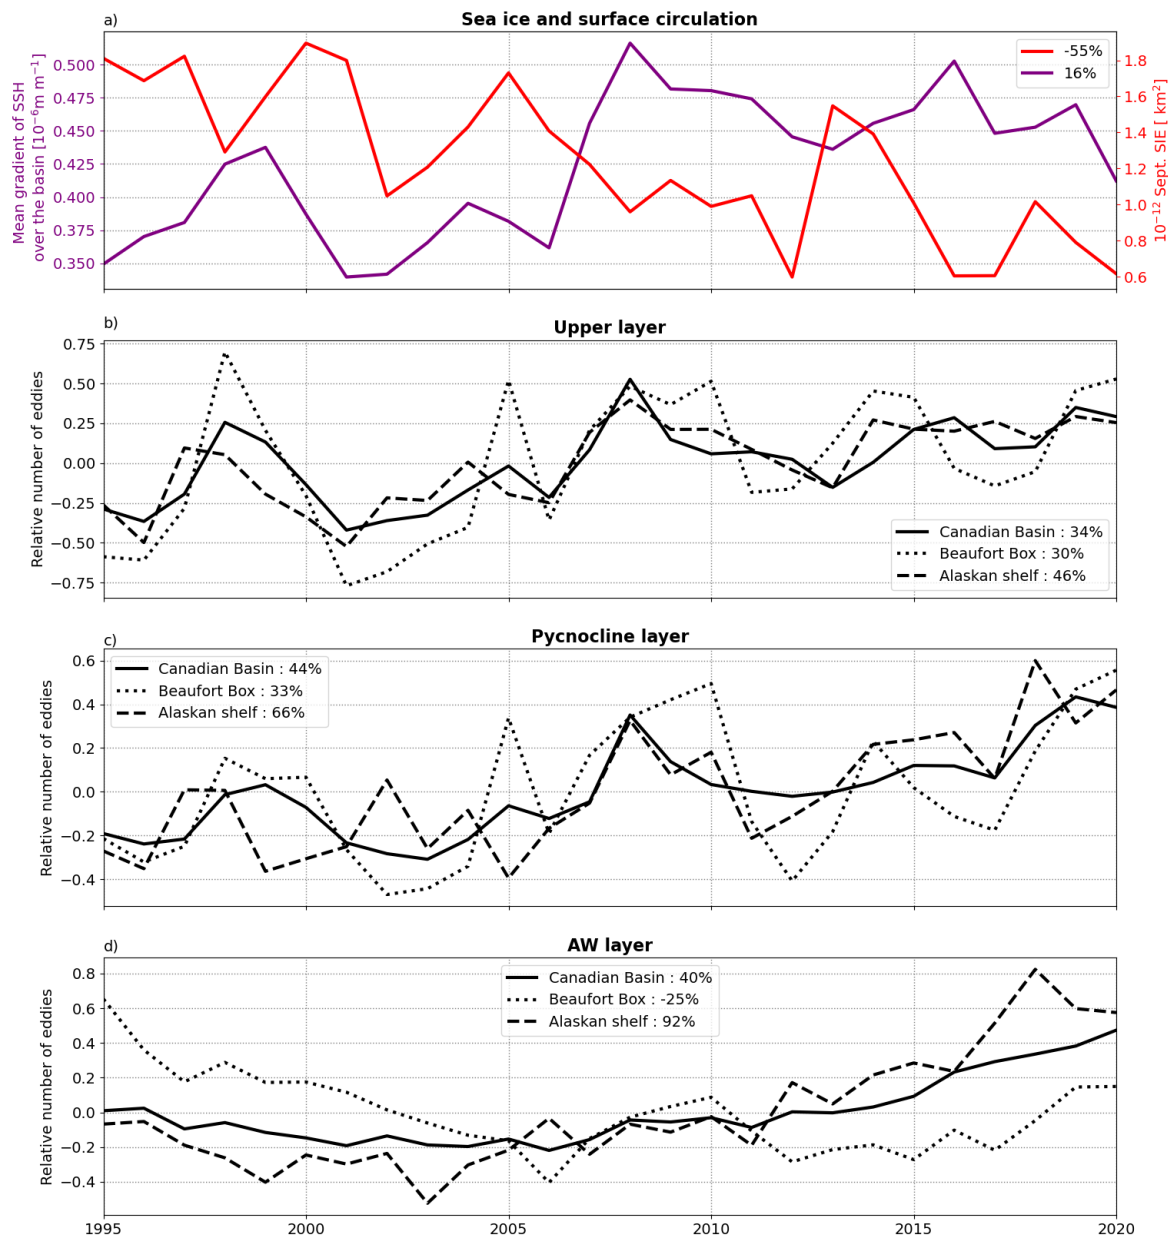 a)
Sea ice and surface circulation
Mean gradient of SSH
over the basin [10⁻⁶m m⁻¹]
0.500
0.475
0.450
0.425
0.400
0.375
0.350
-55%
16%
1.8
1.6
1.4
1.2
1.0
0.8
0.6
10⁻¹² Sept. SIE [ km²]
b)
Upper layer
Relative number of eddies
0.75
0.50
0.25
0.00
−0.25
−0.50
−0.75
Canadian Basin : 34%
Beaufort Box : 30%
Alaskan shelf : 46%
c)
Pycnocline layer
Relative number of eddies
0.6
0.4
0.2
0.0
−0.2
−0.4
Canadian Basin : 44%
Beaufort Box : 33%
Alaskan shelf : 66%
d)
AW layer
Relative number of eddies
0.8
0.6
0.4
0.2
0.0
−0.2
−0.4
Canadian Basin : 40%
Beaufort Box : -25%
Alaskan shelf : 92%
1995 2000 2005 2010 2015 2020